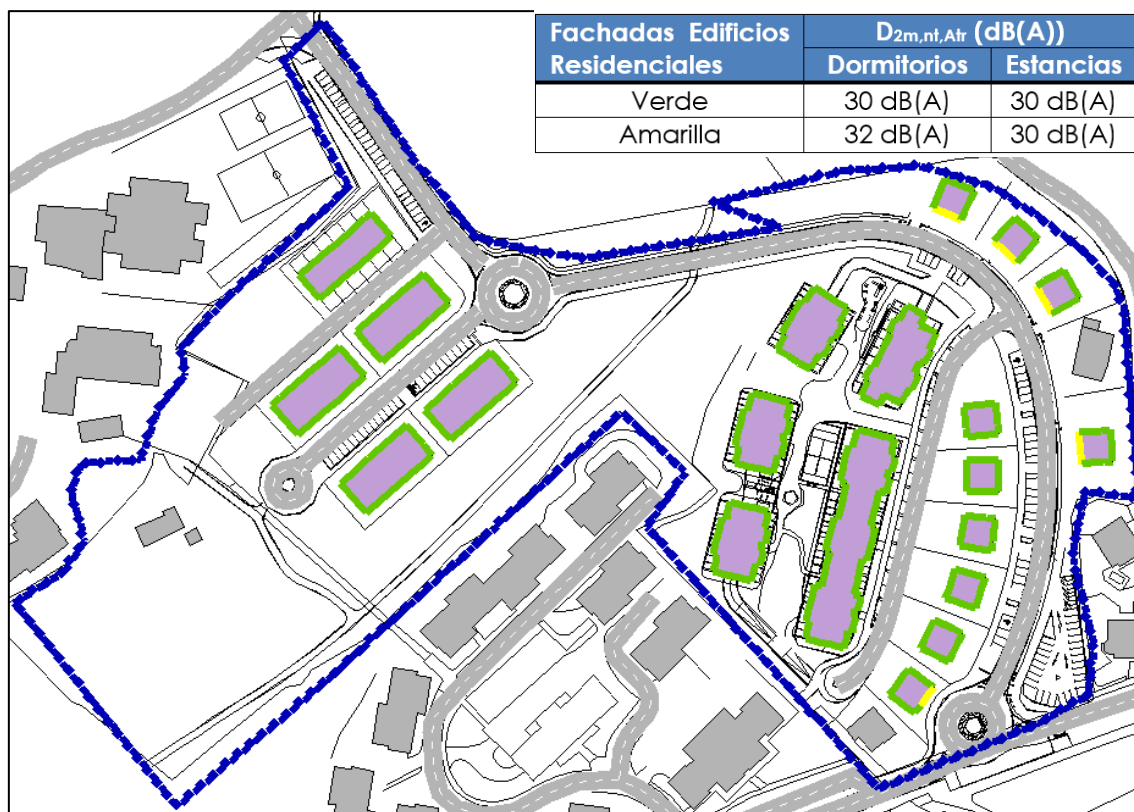 Fachadas Edificios Residenciales
D2m,nt,Atr (dB(A))
Dormitorios Estancias
Verde 30 dB(A) 30 dB(A)
Amarilla 32 dB(A) 30 dB(A)